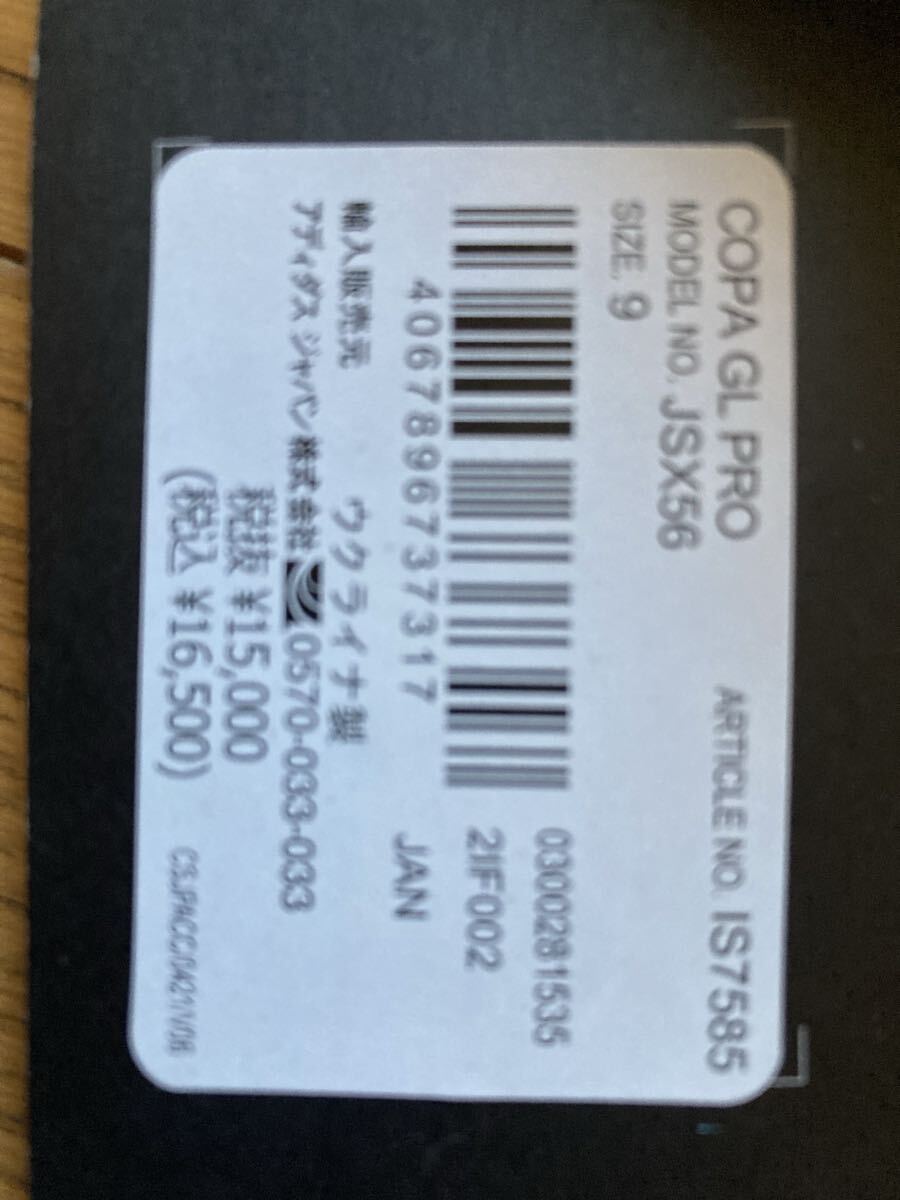 COPA GL PRO
ARTICLE NO. IS7585
MODEL NO. JSX56
SIZE. 9
0300281535
2IF002
4067896737317
JAN
輸入販売元
ウクライナ製
アディダス ジャパン 株式会社 0570-033-033
税抜 ¥15,000
(税込 ¥16,500)
CSJPACC0421/V08